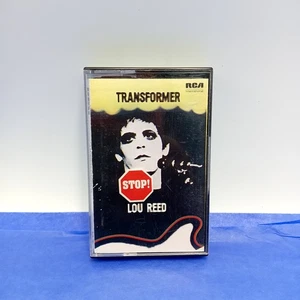 RCA
TRANSFORMER
STOP!
LOU REED